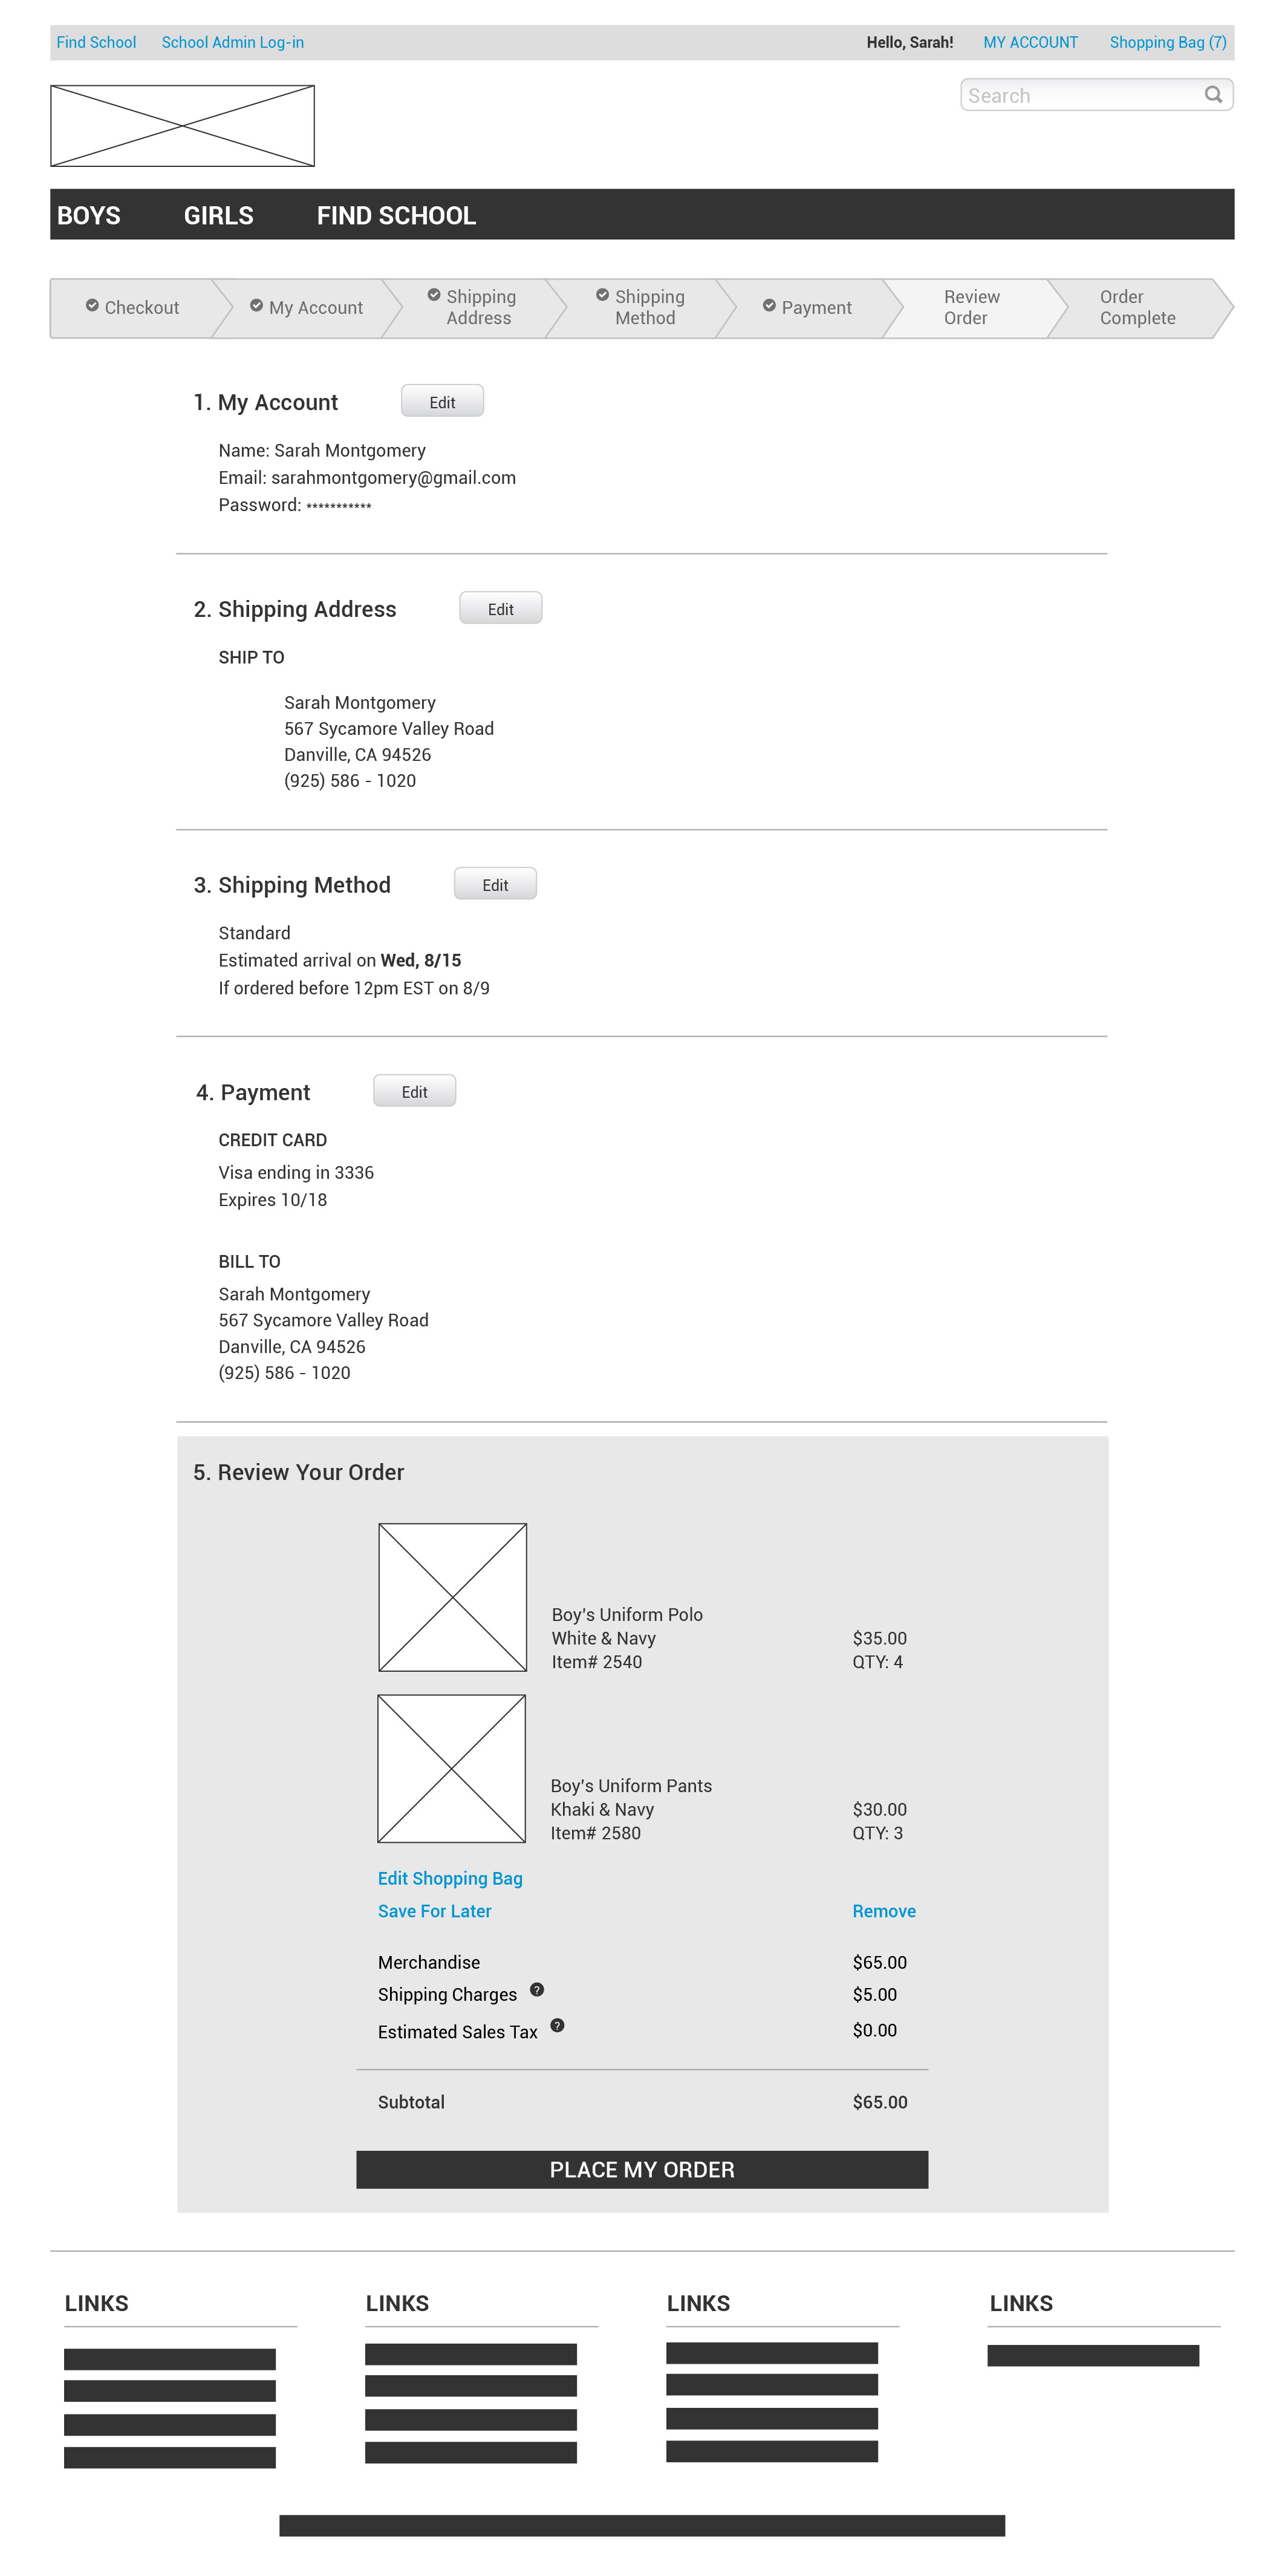 Find School School Admin Log-in Hello, Sarah! MY ACCOUNT Shopping Bag (7)
Search
BOYS GIRLS FIND SCHOOL
Checkout
My Account
Shipping
Address
Shipping
Method
Payment
Review
Order
Order
Complete
1. My Account Edit
Name: Sarah Montgomery
Email: sarahmontgomery@gmail.com
Password: ***********
2. Shipping Address Edit
SHIP TO
Sarah Montgomery
567 Sycamore Valley Road
Danville, CA 94526
(925) 586 - 1020
3. Shipping Method Edit
Standard
Estimated arrival on Wed, 8/15
If ordered before 12pm EST on 8/9
4. Payment Edit
CREDIT CARD
Visa ending in 3336
Expires 10/18
BILL TO
Sarah Montgomery
567 Sycamore Valley Road
Danville, CA 94526
(925) 586 - 1020
5. Review Your Order
Boy's Uniform Polo
White & Navy $35.00
Item# 2540 QTY: 4
Boy's Uniform Pants
Khaki & Navy $30.00
Item# 2580 QTY: 3
Edit Shopping Bag
Save For Later Remove
Merchandise $65.00
Shipping Charges ? $5.00
Estimated Sales Tax ? $0.00
Subtotal $65.00
PLACE MY ORDER
LINKS LINKS LINKS LINKS